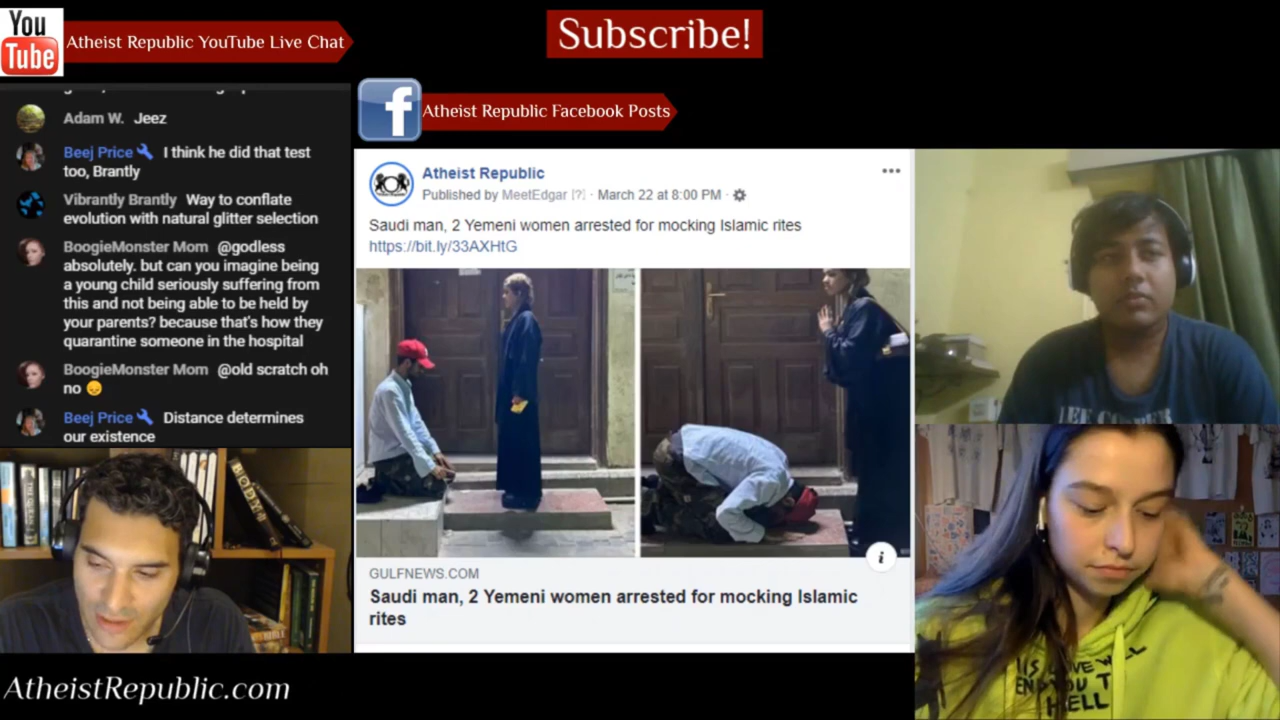 You
Tube
Atheist Republic YouTube Live Chat
Subscribe!
Atheist Republic Facebook Posts
Adam W. Jeez
Beej Price I think he did that test
too, Brantly
Vibrantly Brantly Way to conflate
evolution with natural glitter selection
BoogieMonster Mom @godless
absolutely. but can you imagine being
a young child seriously suffering from
this and not being able to be held by
your parents? because that's how they
quarantine someone in the hospital
BoogieMonster Mom @old scratch oh
no 😞
Beej Price Distance determines
our existence
Atheist Republic
Published by MeetEdgar [?] · March 22 at 8:00 PM ·
Saudi man, 2 Yemeni women arrested for mocking Islamic rites
https://bit.ly/33AXHtG
GULFNEWS.COM
Saudi man, 2 Yemeni women arrested for mocking Islamic
rites
LEE COOPER
WILL
END YOU
HELL
AtheistRepublic.com